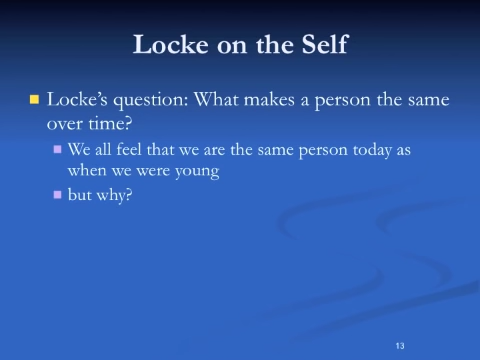 Locke on the Self
Locke's question: What makes a person the same
over time?
We all feel that we are the same person today as
when we were young
but why?
13